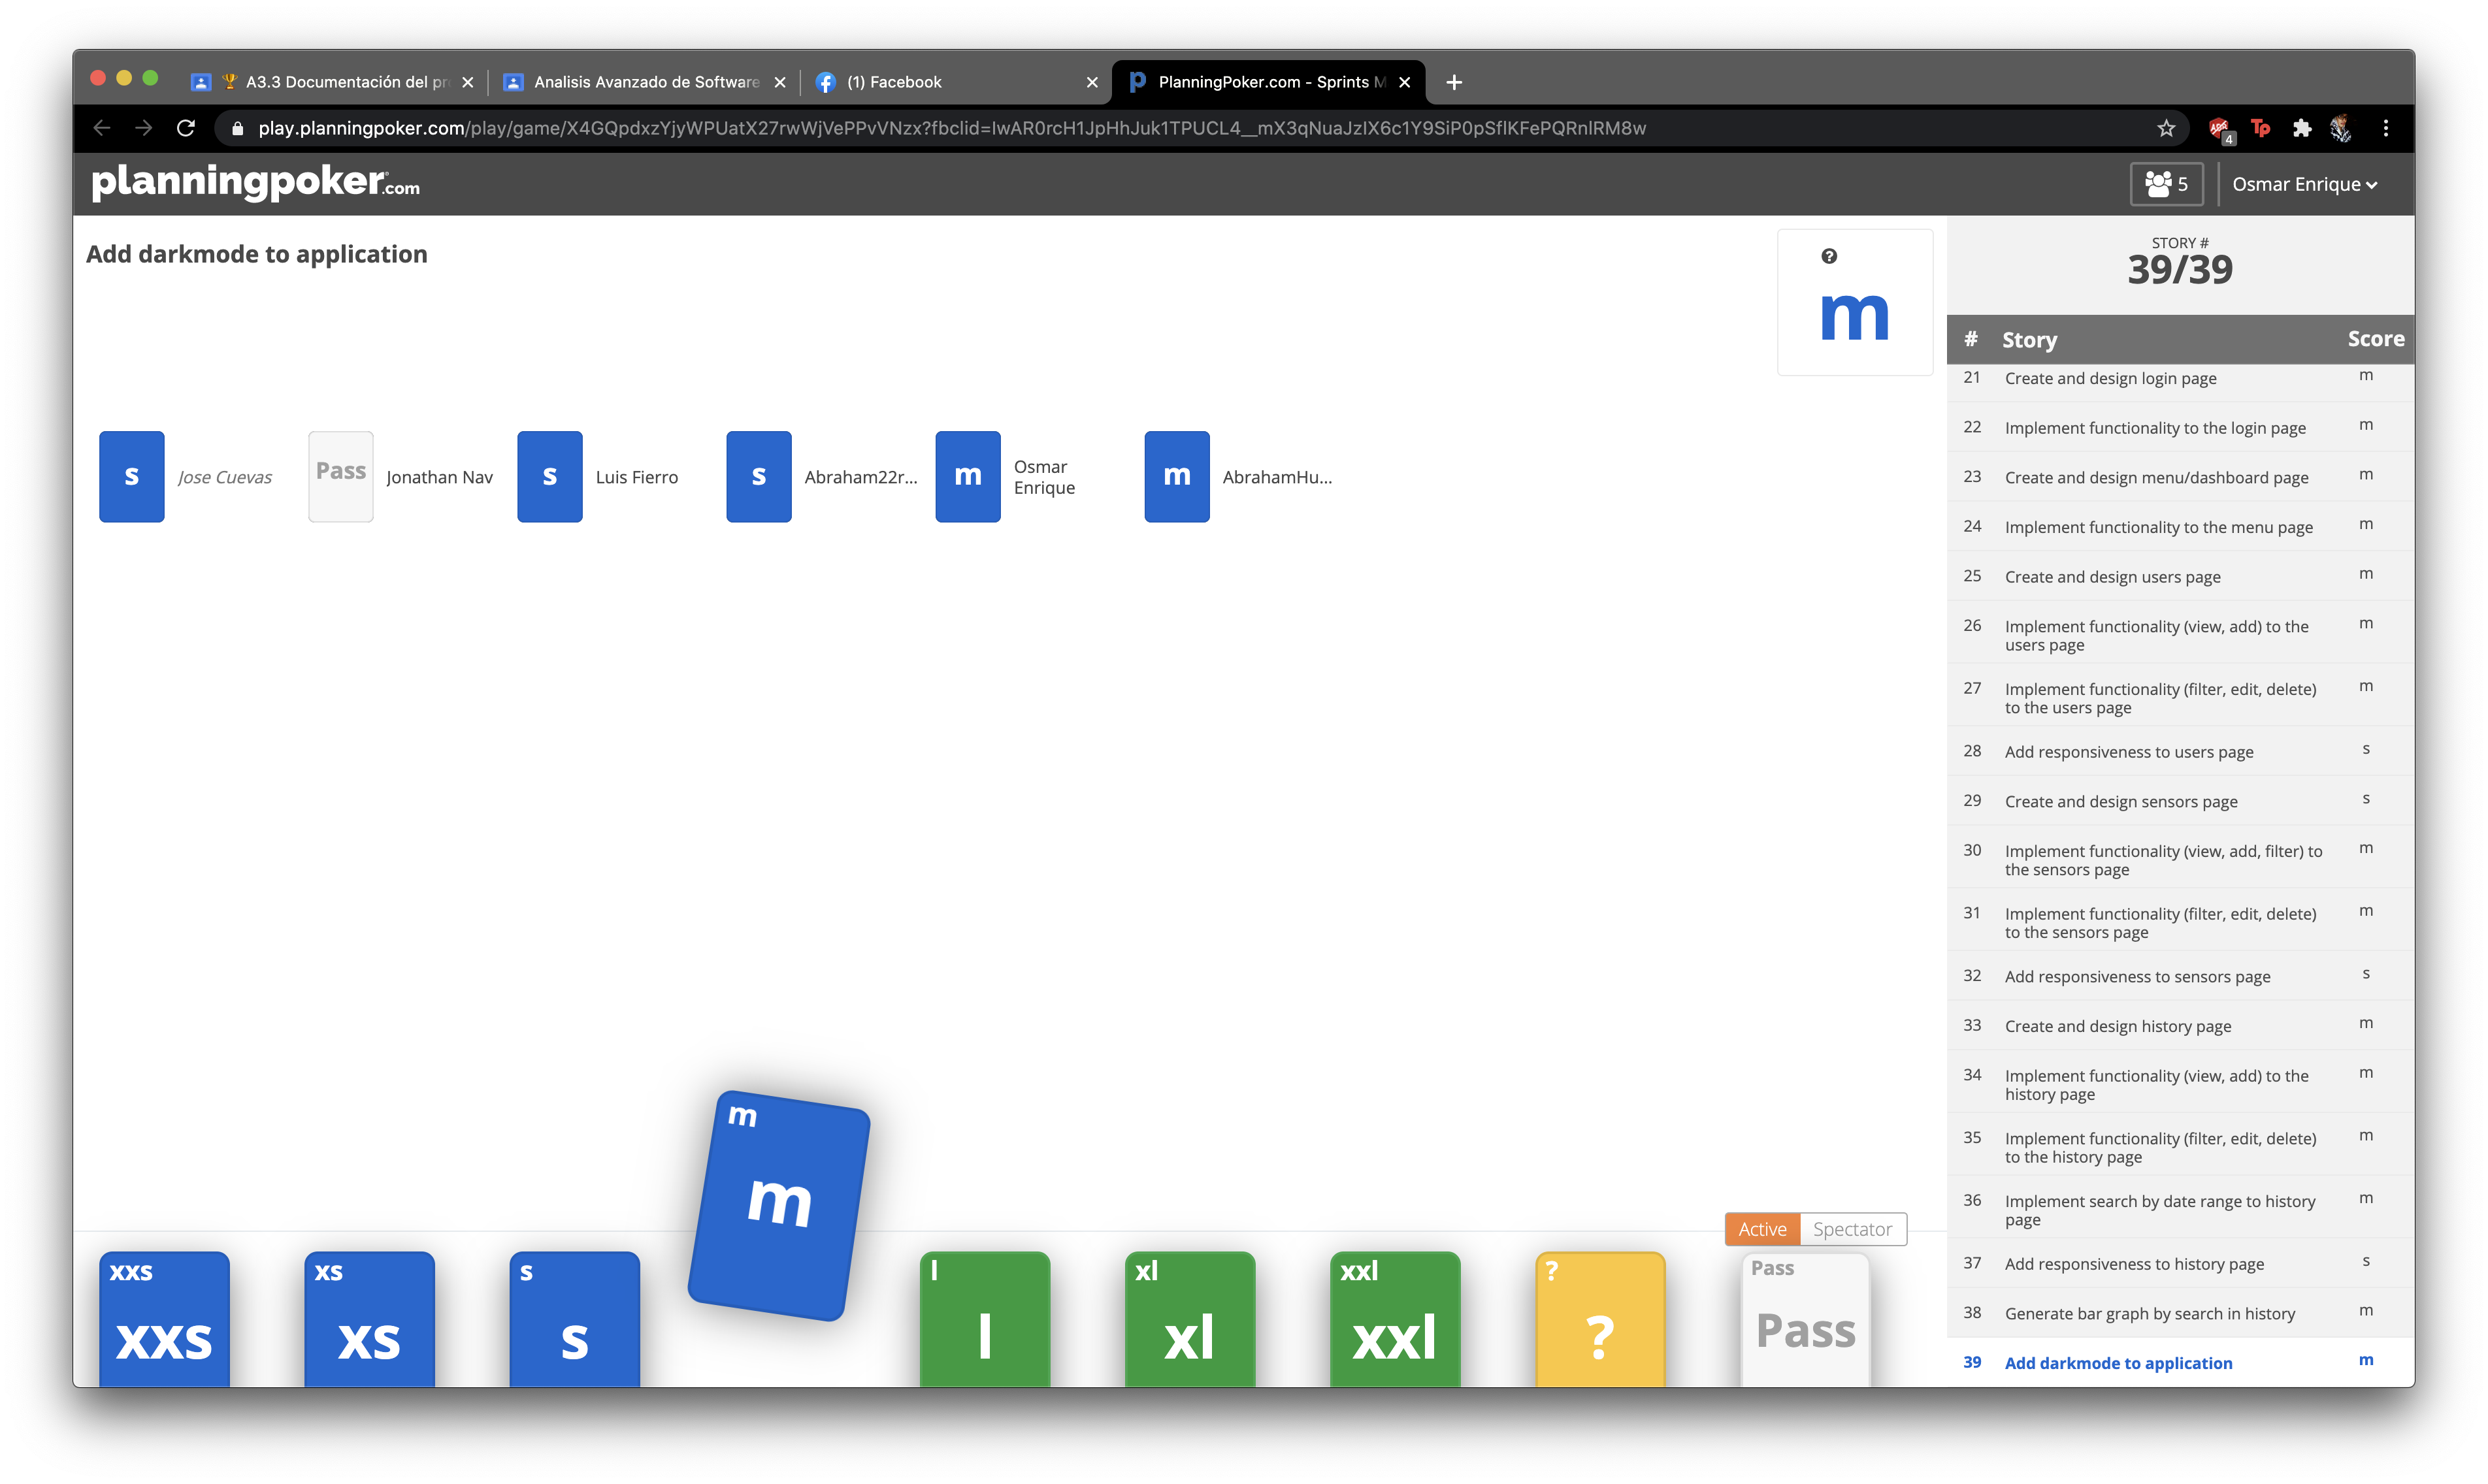 🏆 A3.3 Documentación del pr
Analisis Avanzado de Software
(1) Facebook
PlanningPoker.com - Sprints M
play.planningpoker.com/play/game/X4GQpdxzYjyWPUatX27rwWjVePPvVNzx?fbclid=IwAR0rcH1JpHhJuk1TPUCL4__mX3qNuaJzIX6c1Y9SiP0pSflKFePQRnlRM8w
4
planningpoker.com
5
Osmar Enrique
Add darkmode to application
?
m
s
Jose Cuevas
Pass
Jonathan Nav
s
Luis Fierro
s
Abraham22r...
m
Osmar
Enrique
m
AbrahamHu...
STORY #
39/39
# Story Score
21 Create and design login page m
22 Implement functionality to the login page m
23 Create and design menu/dashboard page m
24 Implement functionality to the menu page m
25 Create and design users page m
26 Implement functionality (view, add) to the m
users page
27 Implement functionality (filter, edit, delete) m
to the users page
28 Add responsiveness to users page s
29 Create and design sensors page s
30 Implement functionality (view, add, filter) to m
the sensors page
31 Implement functionality (filter, edit, delete) m
to the sensors page
32 Add responsiveness to sensors page s
33 Create and design history page m
34 Implement functionality (view, add) to the m
history page
35 Implement functionality (filter, edit, delete) m
to the history page
36 Implement search by date range to history m
page
37 Add responsiveness to history page s
38 Generate bar graph by search in history m
39 Add darkmode to application m
Active Spectator
xxs
xxs
xs
xs
s
s
m
m
l
l
xl
xl
xxl
xxl
?
?
Pass
Pass